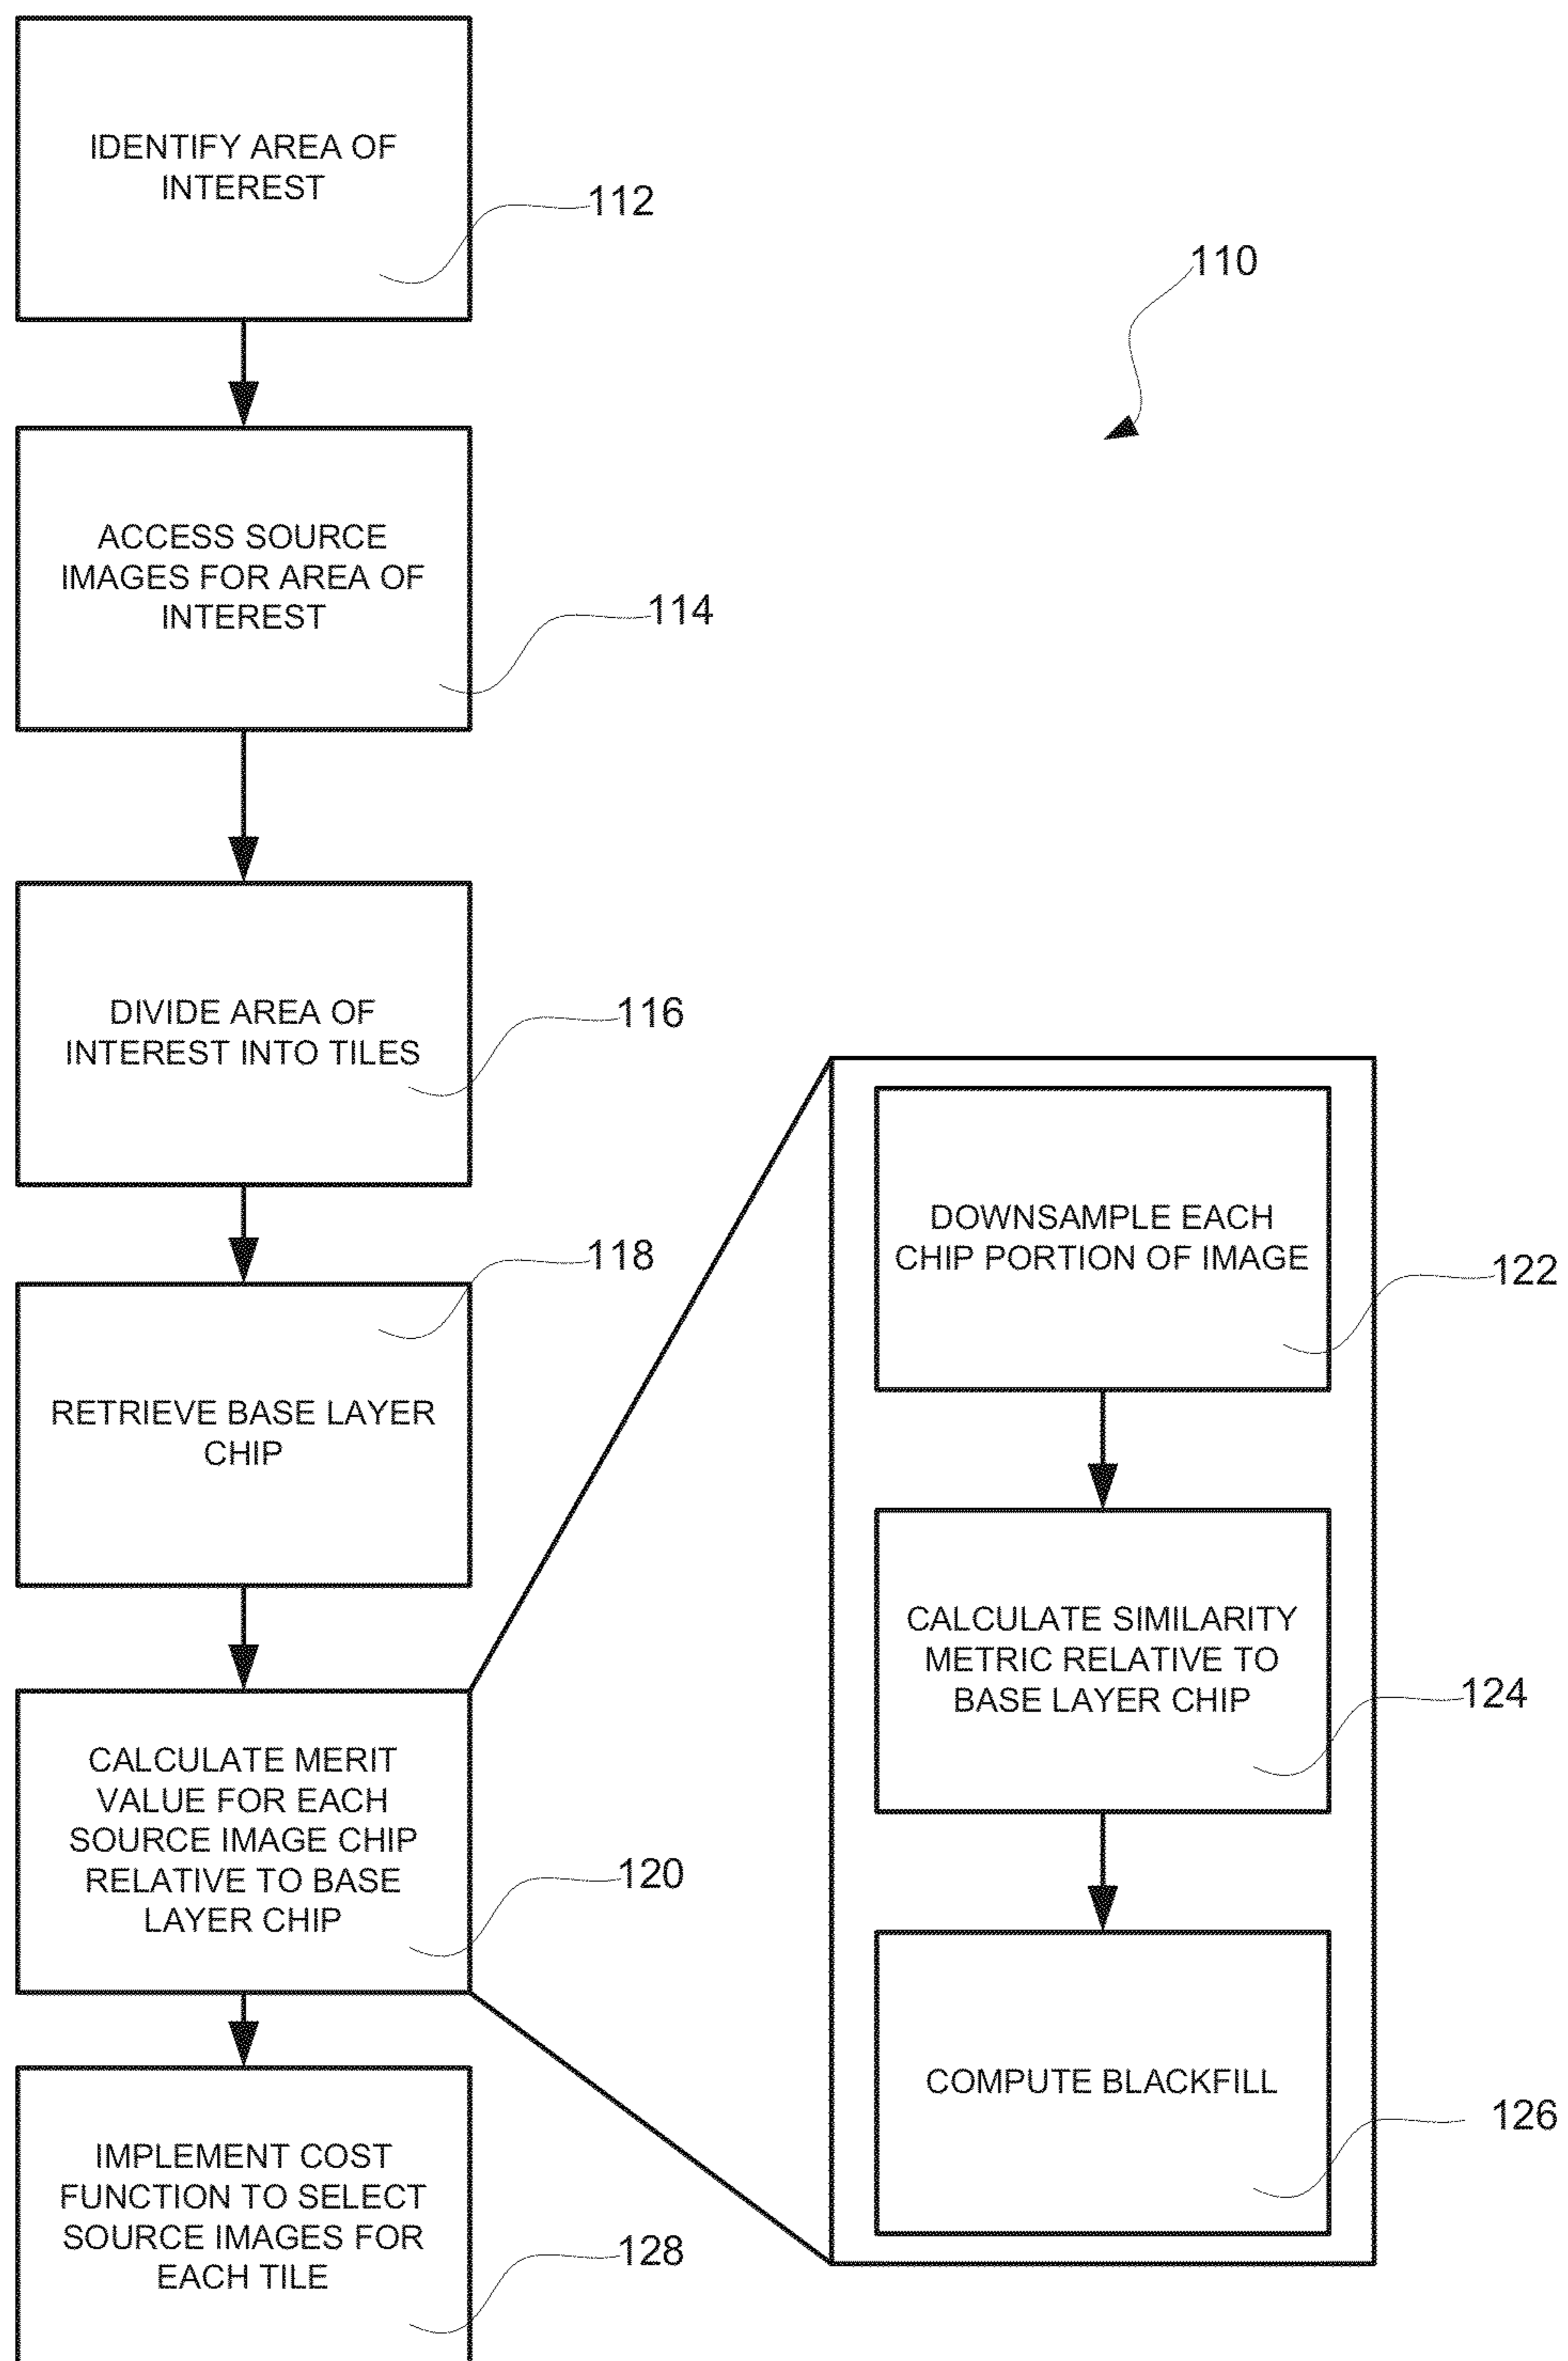 IDENTIFY AREA OF
INTEREST
112
110
ACCESS SOURCE
IMAGES FOR AREA OF
INTEREST
114
DIVIDE AREA OF
INTEREST INTO TILES
116
118
RETRIEVE BASE LAYER
CHIP
CALCULATE MERIT
VALUE FOR EACH
SOURCE IMAGE CHIP
RELATIVE TO BASE
LAYER CHIP
120
DOWNSAMPLE EACH
CHIP PORTION OF IMAGE
122
CALCULATE SIMILARITY
METRIC RELATIVE TO
BASE LAYER CHIP
124
COMPUTE BLACKFILL
126
IMPLEMENT COST
FUNCTION TO SELECT
SOURCE IMAGES FOR
EACH TILE
128